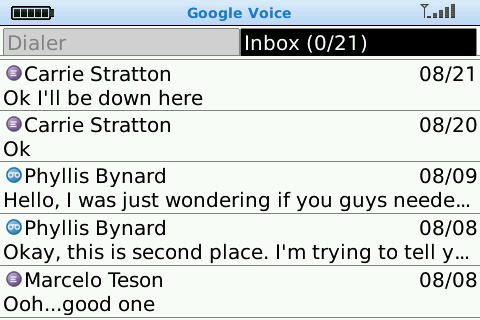 Google Voice
Dialer Inbox (0/21)
Carrie Stratton 08/21
Ok I'll be down here
Carrie Stratton 08/20
Ok
Phyllis Bynard 08/09
Hello, I was just wondering if you guys neede...
Phyllis Bynard 08/08
Okay, this is second place. I'm trying to tell y...
Marcelo Teson 08/08
Ooh...good one